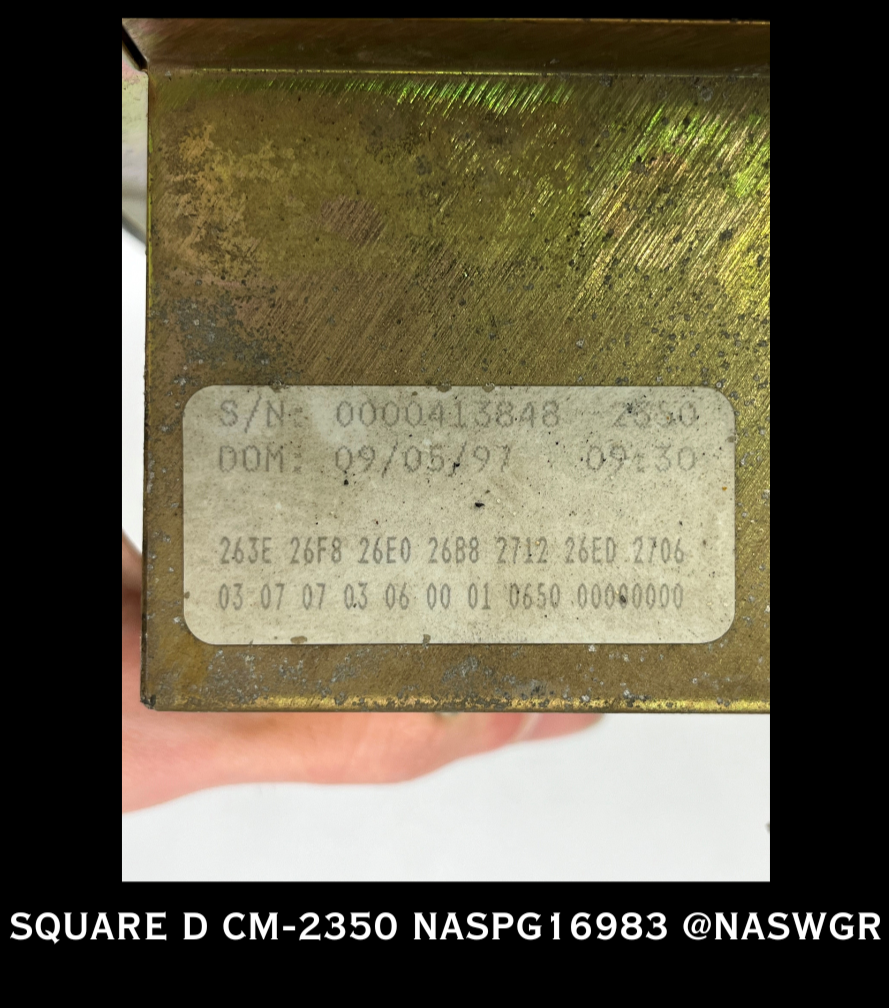 S/N: 0000413848 2350
DOM: 09/05/97 09:30
263E 26F8 26E0 26B8 2712 26ED 2706
03 07 07 03 06 00 01 0650 00000000
SQUARE D CM-2350 NASPG16983 @NASWGR